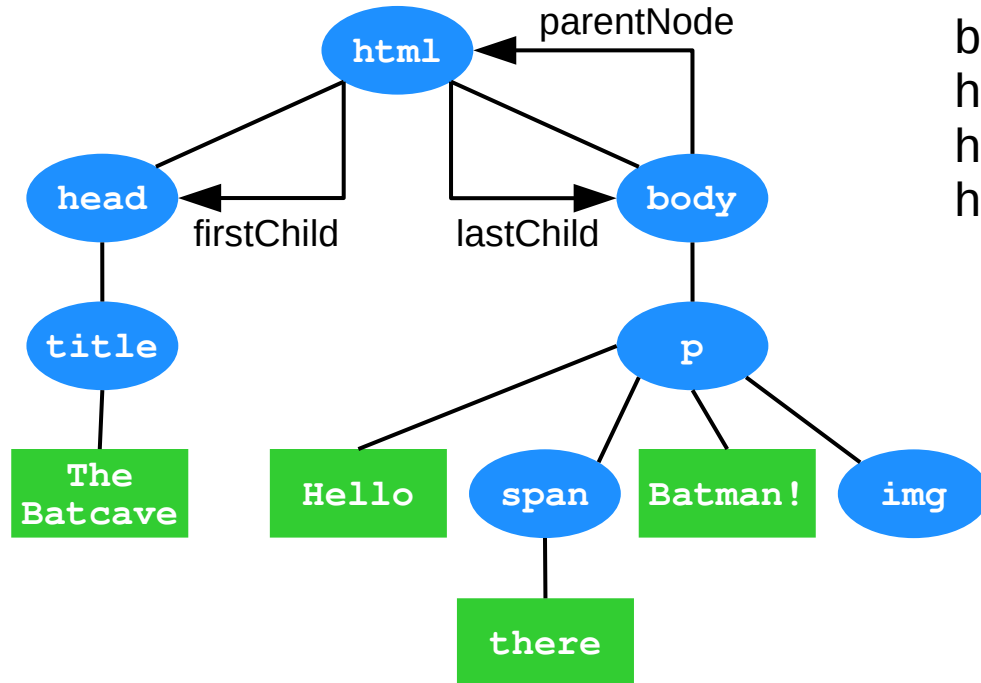 parentNode
html
b
h
h
h
head
body
firstChild
lastChild
title
p
The
Batcave
Hello
span
Batman!
img
there